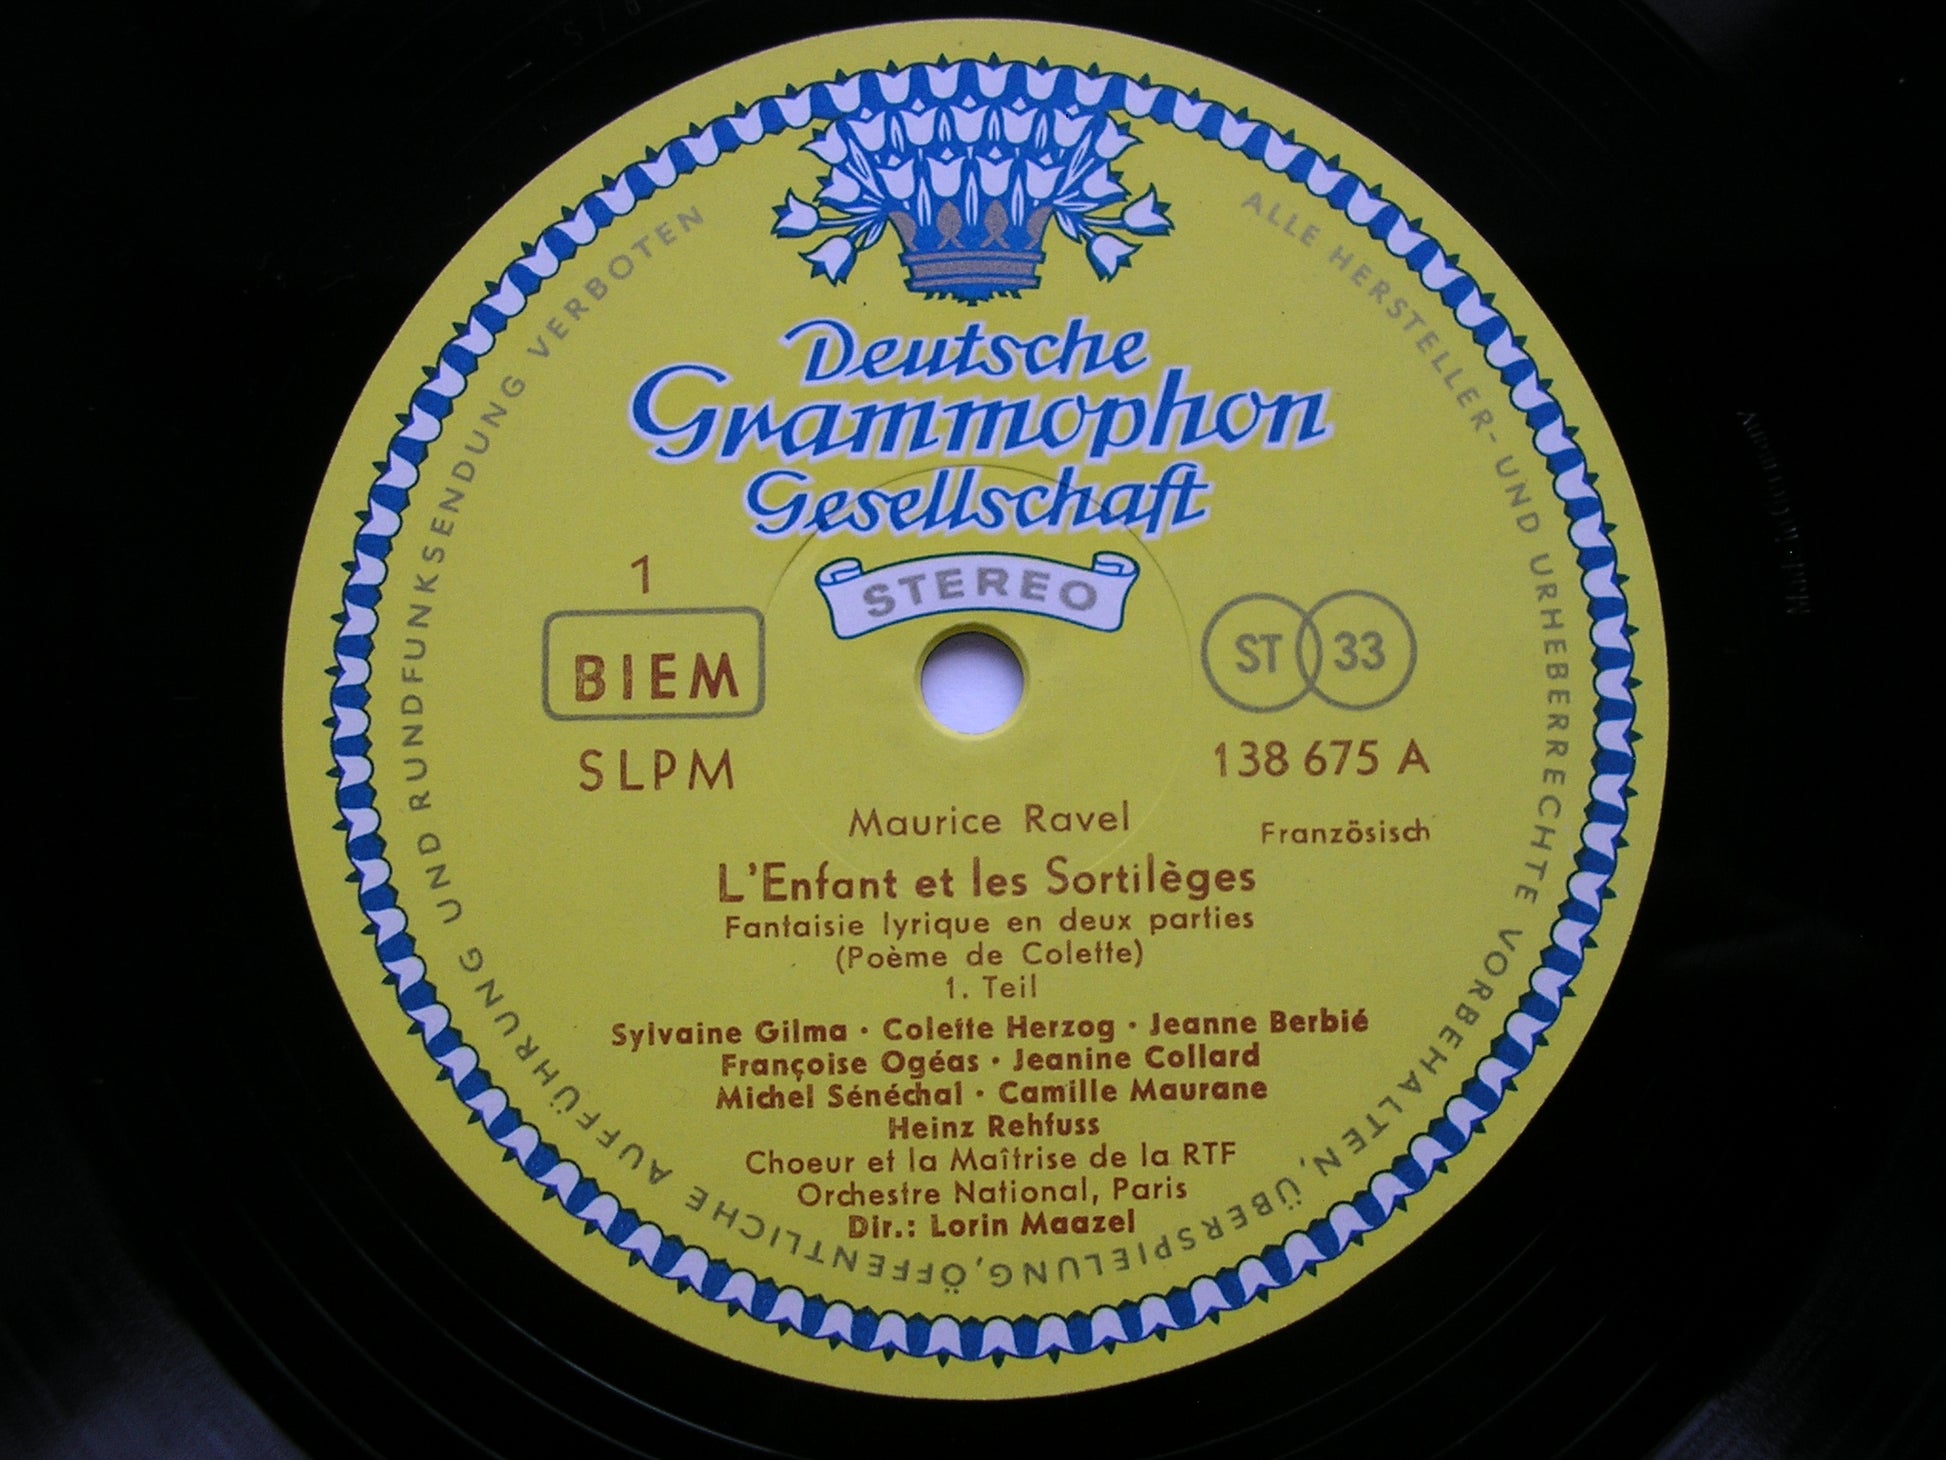 Deutsche
Grammophon
Gesellschaft
STEREO
1
BIEM
SLPM
ST 33
138 675 A
Französisch
Maurice Ravel
L'Enfant et les Sortilèges
Fantaisie lyrique en deux parties
(Poème de Colette)
1. Teil
Sylvaine Gilma · Colette Herzog · Jeanne Berbié
Françoise Ogéas · Jeanine Collard
Michel Sénéchal · Camille Maurane
Heinz Rehfuss
Choeur et la Maîtrise de la RTF
Orchestre National, Paris
Dir.: Lorin Maazel
ALLE HERSTELLER- UND URHEBERRECHTE VORBEHALTEN, ÜBERSPIELUNG, ÖFFENTLICHE AUFFÜHRUNG UND RUNDFUNKSENDUNG VERBOTEN